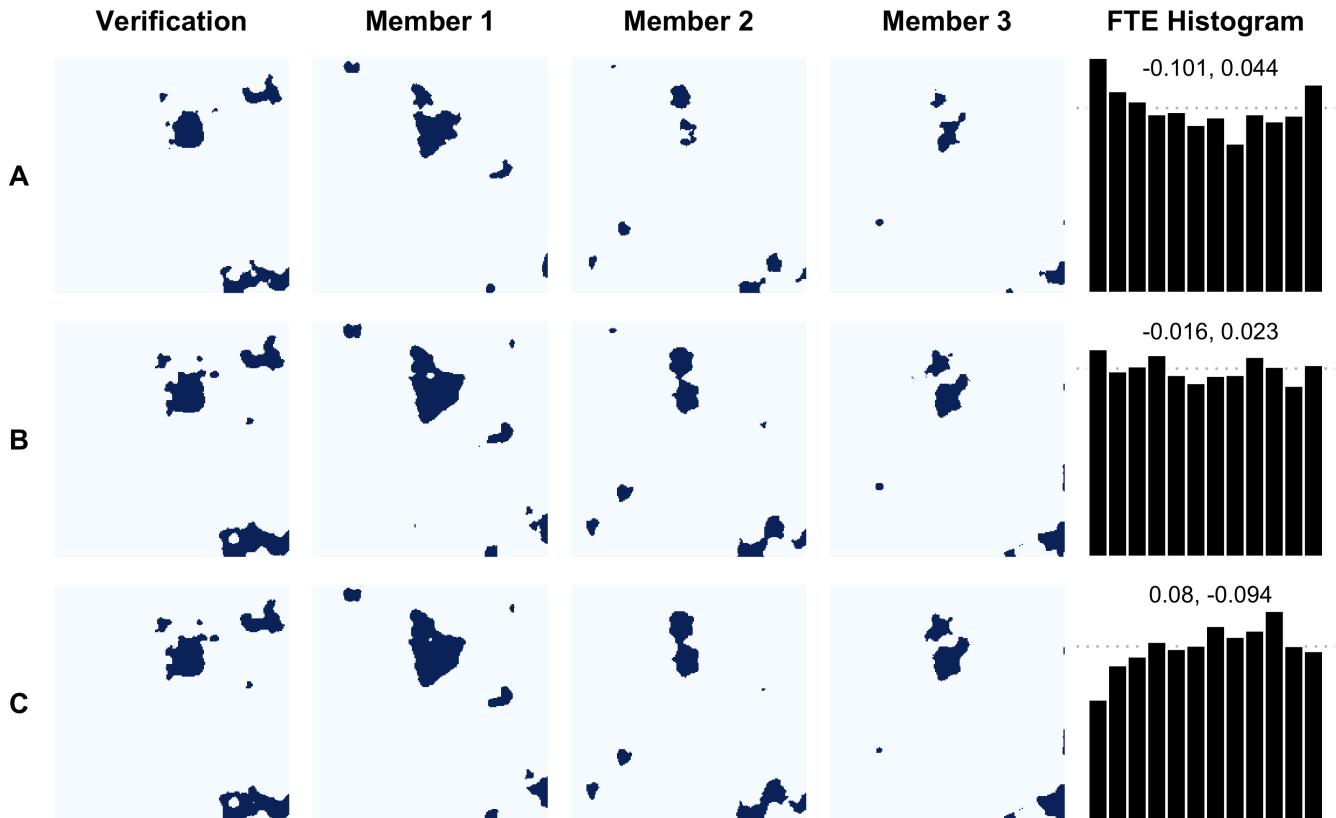 Verification Member 1 Member 2 Member 3 FTE Histogram
A
-0.101, 0.044
B
-0.016, 0.023
C
0.08, -0.094